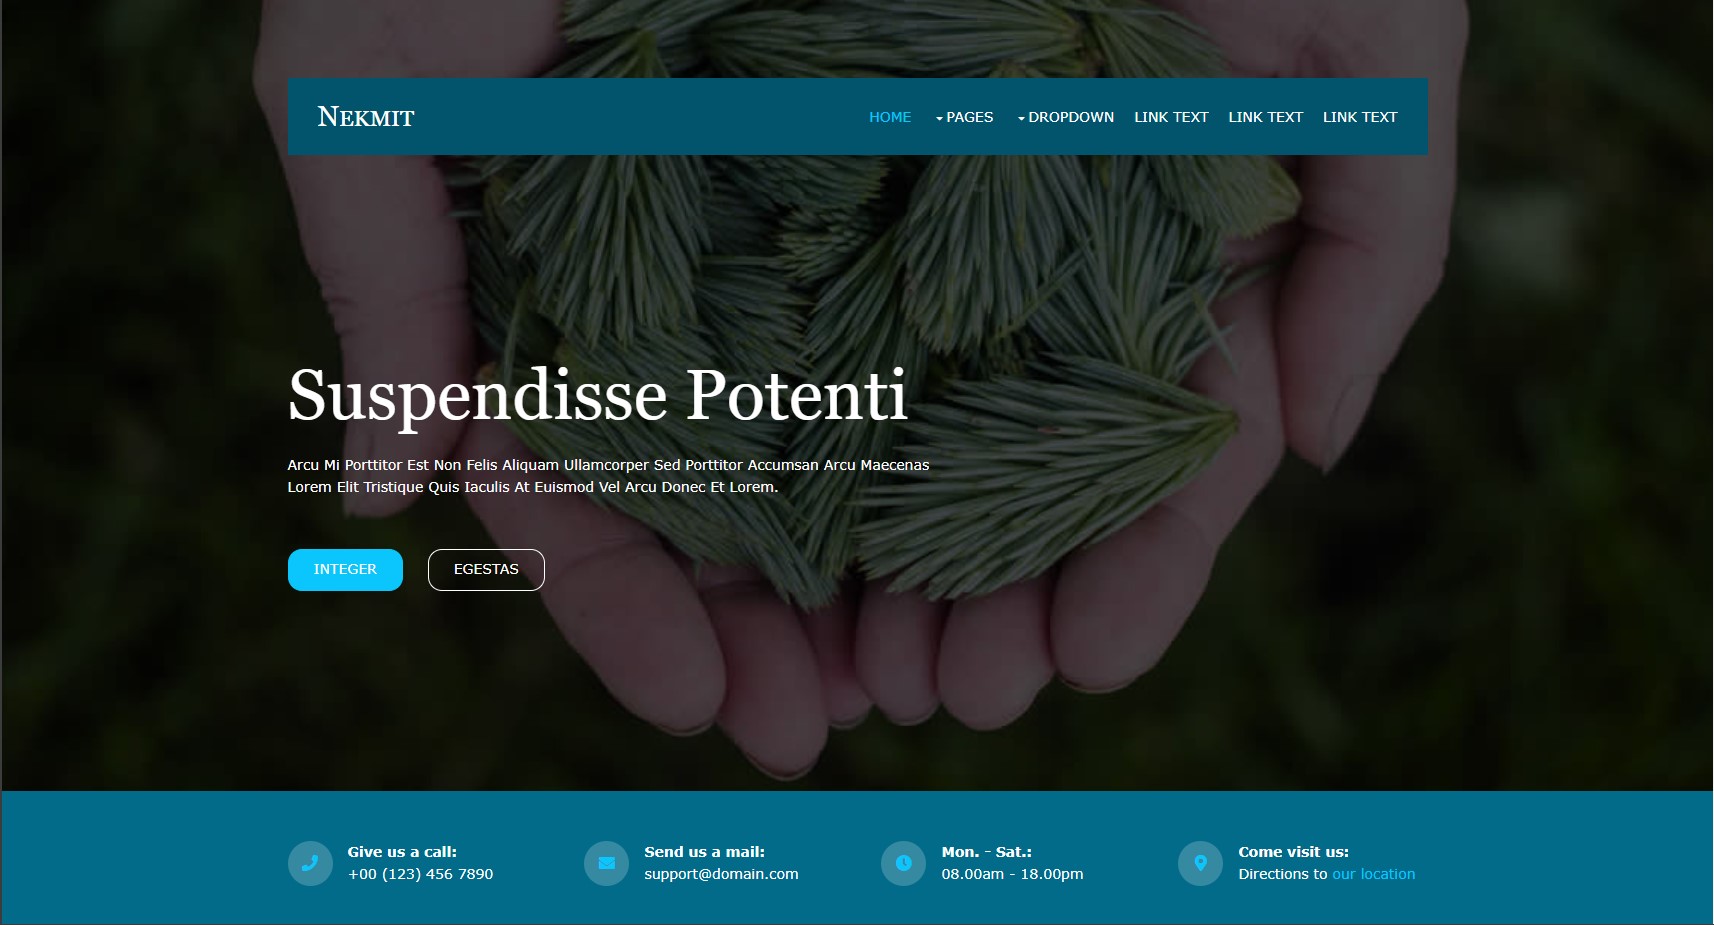 Nekmit
HOME PAGES DROPDOWN LINK TEXT LINK TEXT LINK TEXT
Suspendisse Potenti
Arcu Mi Porttitor Est Non Felis Aliquam Ullamcorper Sed Porttitor Accumsan Arcu Maecenas
Lorem Elit Tristique Quis Iaculis At Euismod Vel Arcu Donec Et Lorem.
INTEGER EGESTAS
Give us a call:
+00 (123) 456 7890
Send us a mail:
support@domain.com
Mon. - Sat.:
08.00am - 18.00pm
Come visit us:
Directions to our location